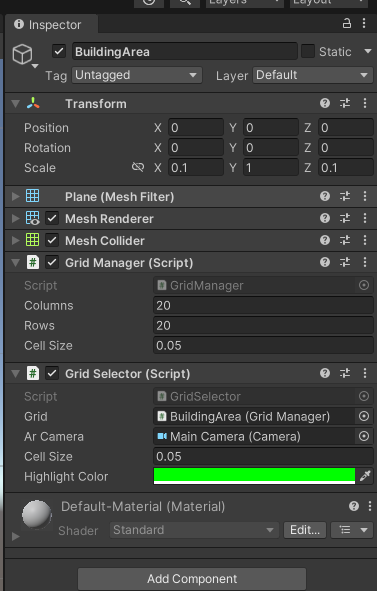 Layers Layout
Inspector
BuildingArea Static
Tag Untagged Layer Default
Transform
Position X 0 Y 0 Z 0
Rotation X 0 Y 0 Z 0
Scale X 0.1 Y 1 Z 0.1
Plane (Mesh Filter)
Mesh Renderer
Mesh Collider
# Grid Manager (Script)
Script # GridManager
Columns 20
Rows 20
Cell Size 0.05
# Grid Selector (Script)
Script # GridSelector
Grid # BuildingArea (Grid Manager)
Ar Camera Main Camera (Camera)
Cell Size 0.05
Highlight Color
Default-Material (Material)
Shader Standard Edit...
Add Component